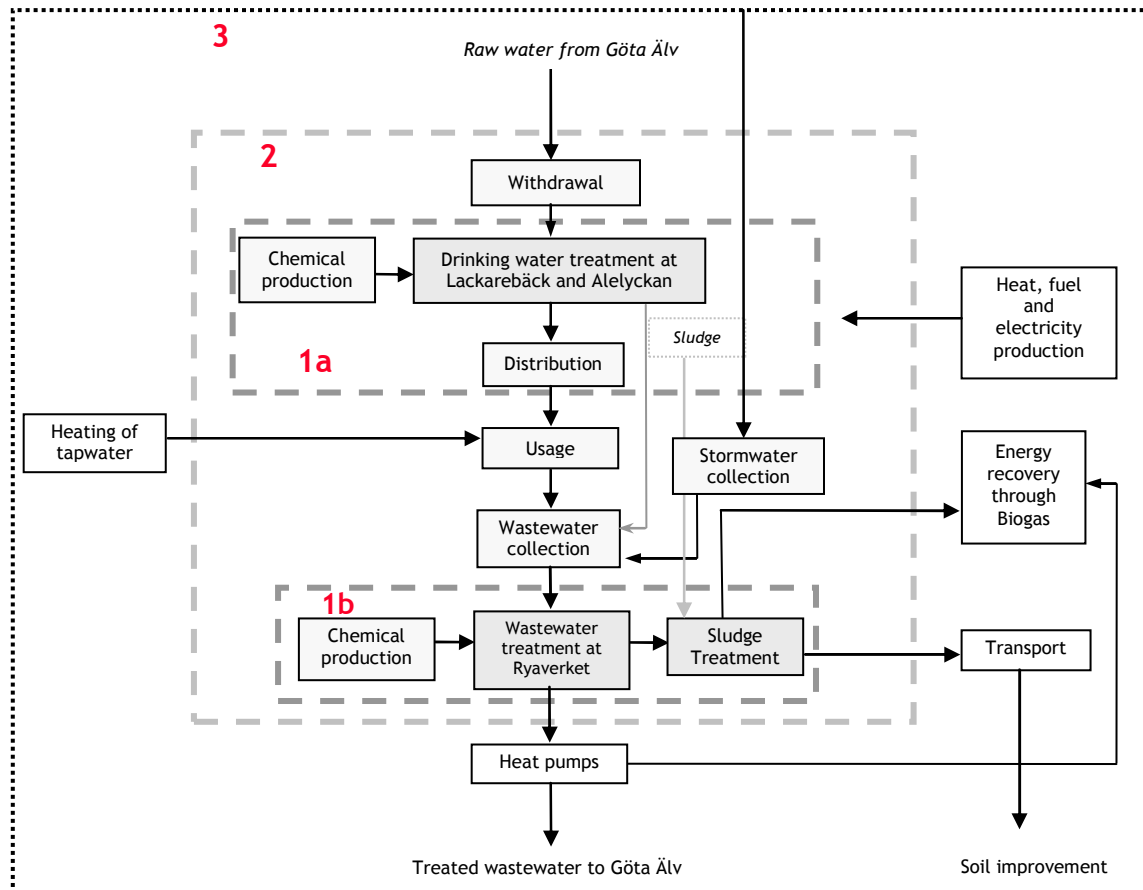 3
Raw water from Göta Älv
2
Withdrawal
Chemical
production
Drinking water treatment at
Lackarebäck and Alelyckan
Heat, fuel
and
electricity
production
Sludge
1a
Distribution
Heating of
tapwater
Usage
Stormwater
collection
Energy
recovery
through
Biogas
Wastewater
collection
1b
Chemical
production
Wastewater
treatment at
Ryaverket
Sludge
Treatment
Transport
Heat pumps
Treated wastewater to Göta Älv
Soil improvement